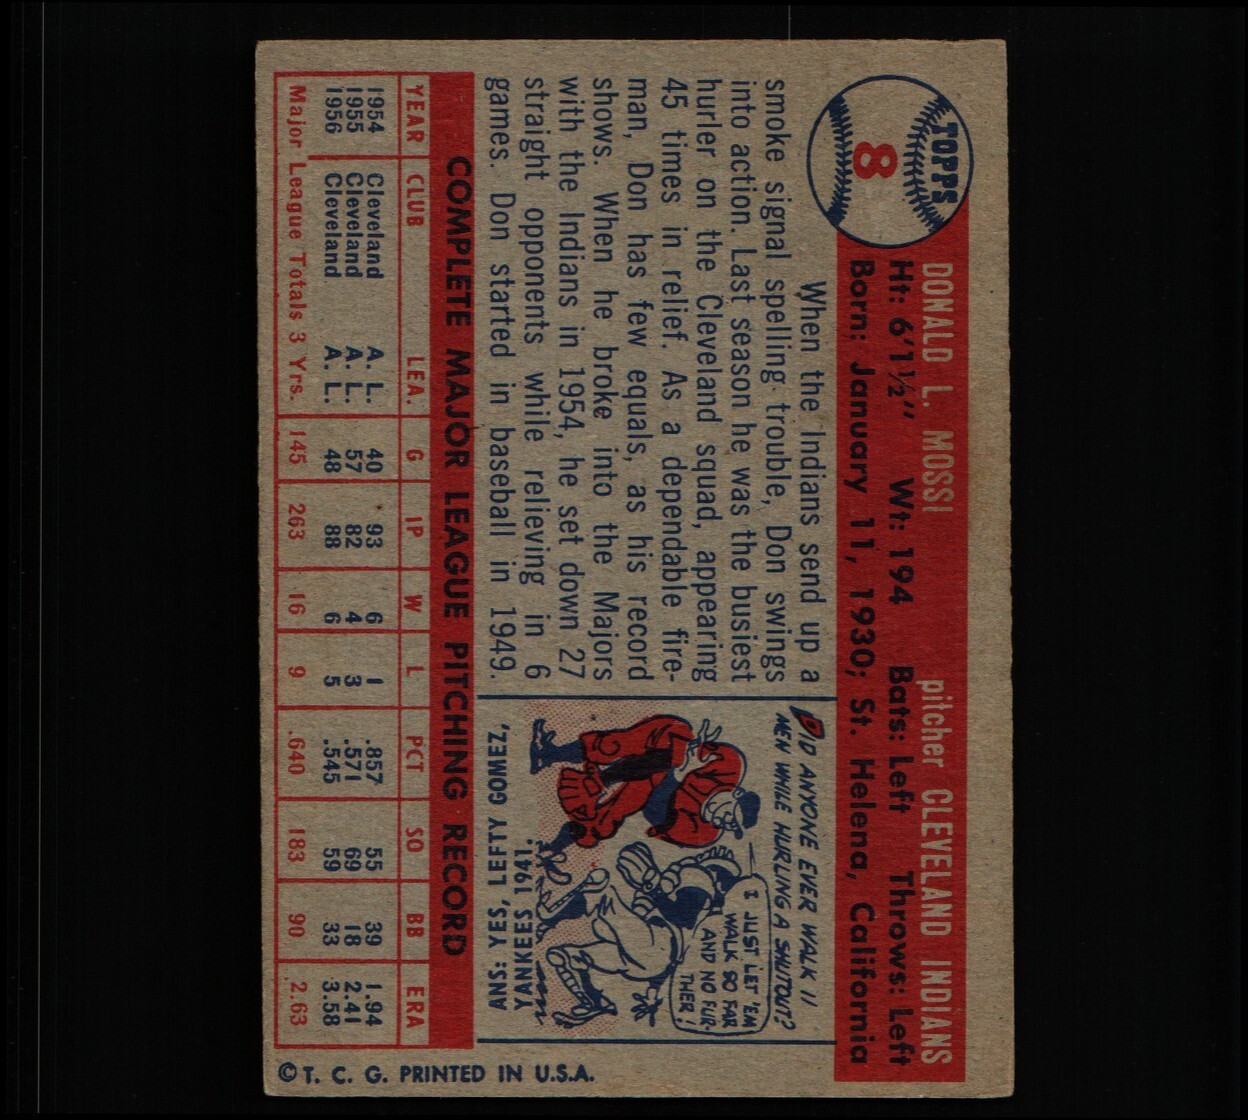 TOPPS
8
DONALD L. MOSSI pitcher CLEVELAND INDIANS
Ht: 6'1½" Wt: 194 Bats: Left Throws: Left
Born: January 11, 1930; St. Helena, California
When the Indians send up a
smoke signal spelling trouble, Don swings
into action. Last season he was the busiest
hurler on the Cleveland squad, appearing
45 times in relief. As a dependable fire-
man, Don has few equals, as his record
shows. When he broke into the Majors
with the Indians in 1954, he set down 27
straight opponents while relieving in 6
games. Don started in baseball in 1949.
DID ANYONE EVER WALK 11
MEN WHILE HURLING A SHUTOUT?
I JUST LET 'EM
WALK SO FAR
AND NO FUR-
THER!
ANS: YES, LEFTY GOMEZ,
YANKEES 1941.
COMPLETE MAJOR LEAGUE PITCHING RECORD
YEAR CLUB LEA. G IP W L PCT SO BB ERA
1954 Cleveland A. L. 40 93 6 1 .857 55 39 1.94
1955 Cleveland A. L. 57 82 4 3 .571 69 18 2.41
1956 Cleveland A. L. 48 88 6 5 .545 59 33 3.58
Major League Totals 3 Yrs. 145 263 16 9 .640 183 90 2.63
© T. C. G. PRINTED IN U.S.A.